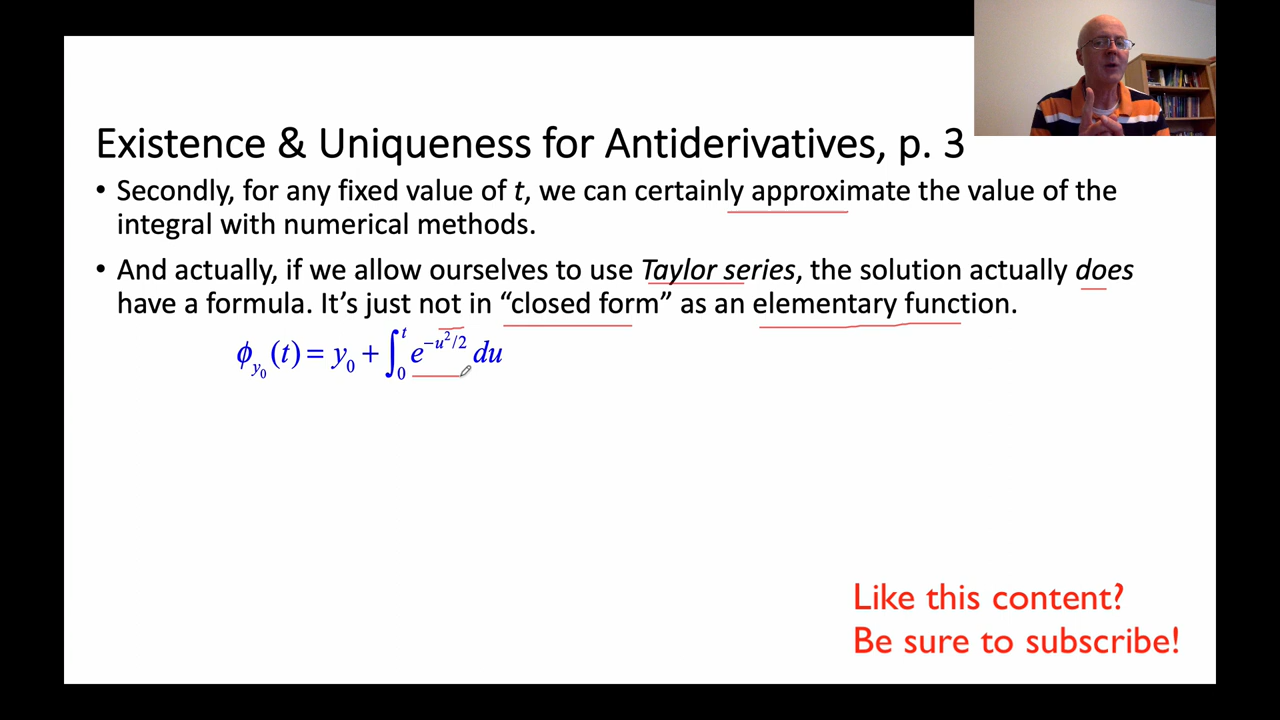 Existence & Uniqueness for Antiderivatives, p. 3
• Secondly, for any fixed value of t, we can certainly approximate the value of the
integral with numerical methods.
• And actually, if we allow ourselves to use Taylor series, the solution actually does
have a formula. It’s just not in “closed form” as an elementary function.
ϕ_{y_0}(t) = y_0 + ∫_0^t e^{−u^2/2} du
Like this content?
Be sure to subscribe!